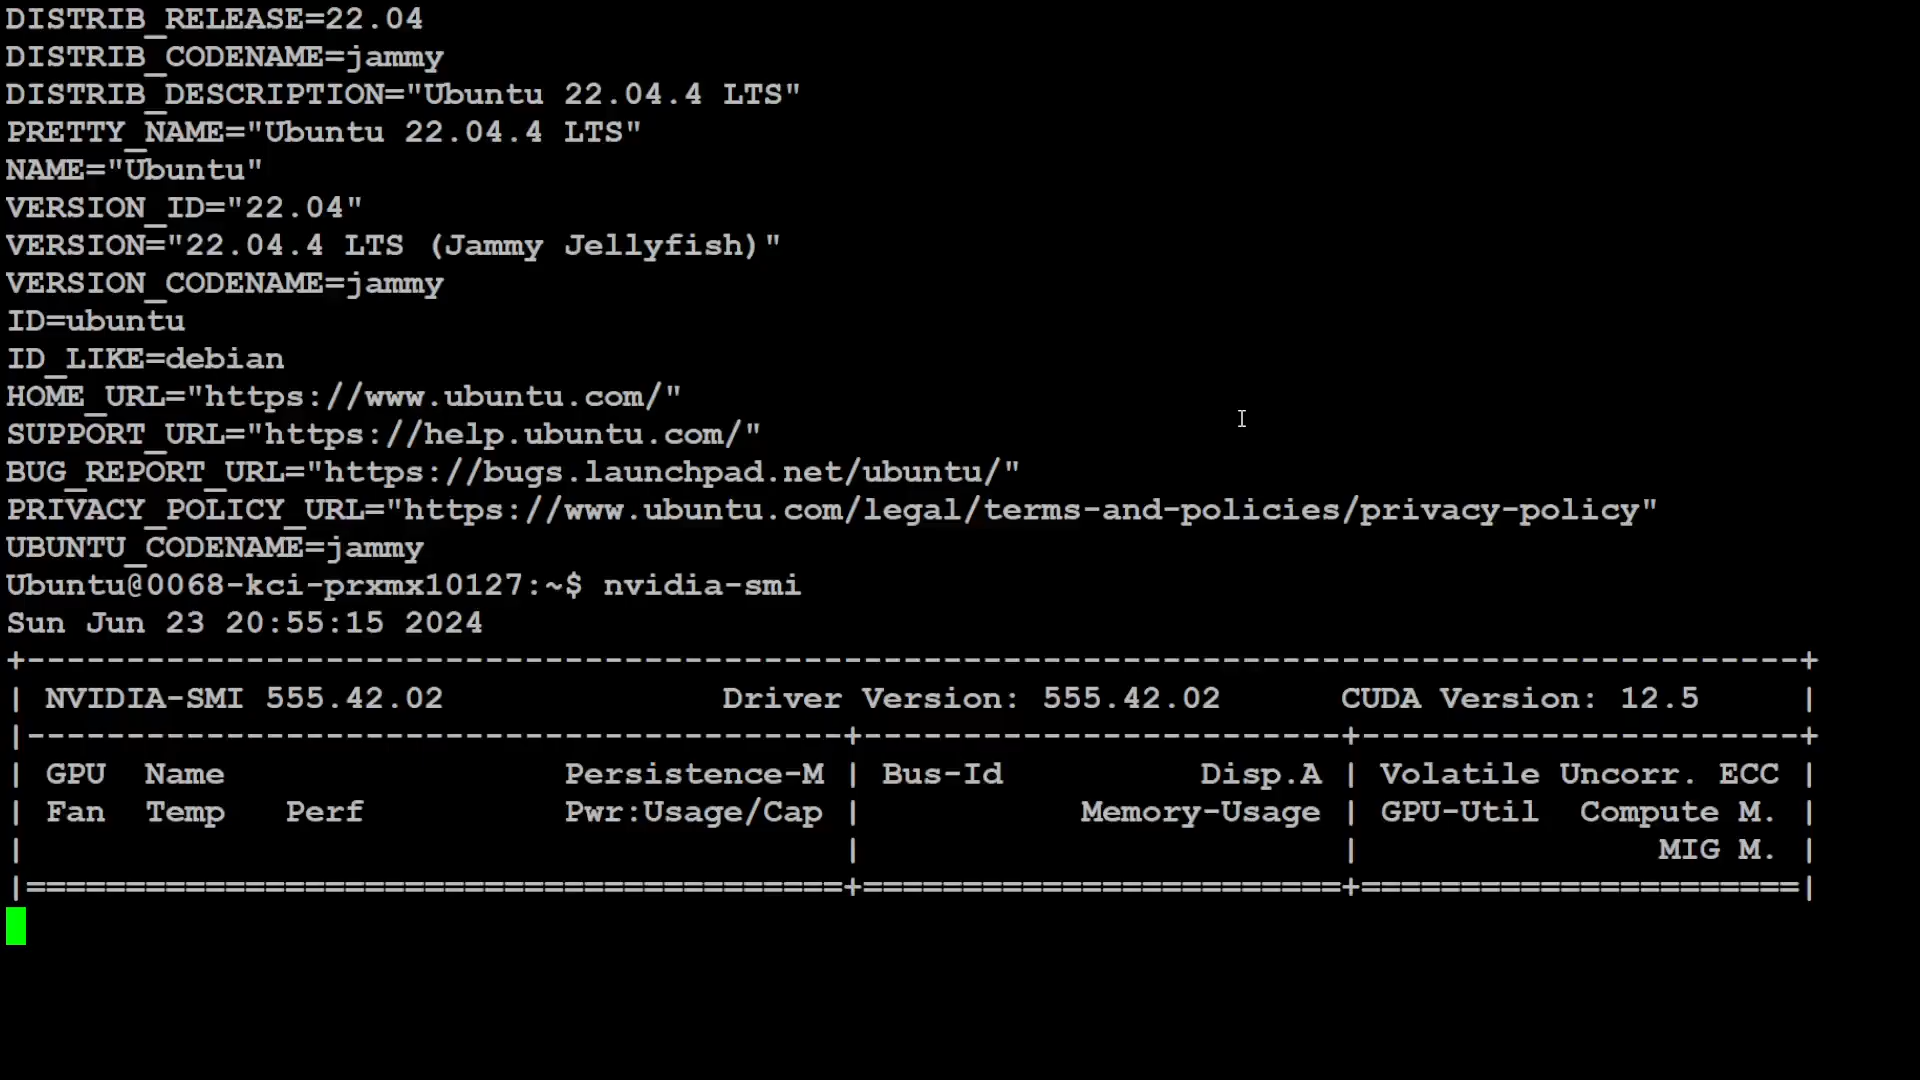 DISTRIB_RELEASE=22.04
DISTRIB_CODENAME=jammy
DISTRIB_DESCRIPTION="Ubuntu 22.04.4 LTS"
PRETTY_NAME="Ubuntu 22.04.4 LTS"
NAME="Ubuntu"
VERSION_ID="22.04"
VERSION="22.04.4 LTS (Jammy Jellyfish)"
VERSION_CODENAME=jammy
ID=ubuntu
ID_LIKE=debian
HOME_URL="https://www.ubuntu.com/"
SUPPORT_URL="https://help.ubuntu.com/"
BUG_REPORT_URL="https://bugs.launchpad.net/ubuntu/"
PRIVACY_POLICY_URL="https://www.ubuntu.com/legal/terms-and-policies/privacy-policy"
UBUNTU_CODENAME=jammy
Ubuntu@0068-kci-prxmx10127:~$ nvidia-smi
Sun Jun 23 20:55:15 2024
+-----------------------------------------------------------------------------------------+
| NVIDIA-SMI 555.42.02              Driver Version: 555.42.02      CUDA Version: 12.5     |
|-----------------------------------------+------------------------+----------------------+
| GPU  Name                 Persistence-M | Bus-Id          Disp.A | Volatile Uncorr. ECC |
| Fan  Temp   Perf          Pwr:Usage/Cap |           Memory-Usage | GPU-Util  Compute M. |
|                                         |                        |               MIG M. |
|=========================================+========================+======================|